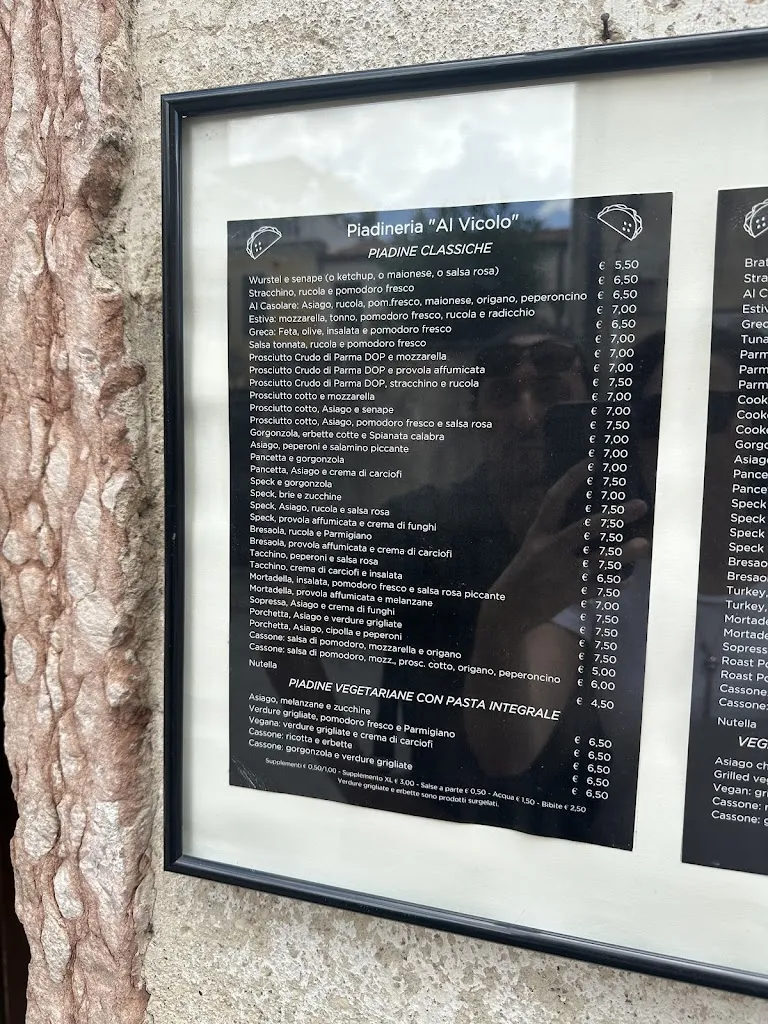 Piadineria "Al Vicolo"
PIADINE CLASSICHE
Wurstel e senape (o ketchup, o maionese, o salsa rosa) € 5,50
Stracchino, rucola e pomodoro fresco € 6,50
Al Casolare: Asiago, rucola, pom.fresco, maionese, origano, peperoncino € 6,50
Estiva: mozzarella, tonno, pomodoro fresco, rucola e radicchio € 7,00
Greca: Feta, olive, insalata e pomodoro fresco € 6,50
Salsa tonnata, rucola e pomodoro fresco € 7,00
Prosciutto Crudo di Parma DOP e mozzarella € 7,00
Prosciutto Crudo di Parma DOP e provola affumicata € 7,00
Prosciutto Crudo di Parma DOP, stracchino e rucola € 7,50
Prosciutto cotto e mozzarella € 7,00
Prosciutto cotto, Asiago e senape € 7,00
Prosciutto cotto, Asiago, pomodoro fresco e salsa rosa € 7,50
Gorgonzola, erbette cotte e Spianata calabra € 7,00
Asiago, peperoni e salamino piccante € 7,00
Pancetta e gorgonzola € 7,00
Pancetta, Asiago e crema di carciofi € 7,50
Speck e gorgonzola € 7,00
Speck, brie e zucchine € 7,50
Speck, Asiago, rucola e salsa rosa € 7,50
Speck, provola affumicata e crema di funghi € 7,50
Bresaola, rucola e Parmigiano € 7,50
Bresaola, provola affumicata e crema di carciofi € 7,50
Tacchino, peperoni e salsa rosa € 6,50
Tacchino, crema di carciofi e insalata € 7,50
Mortadella, insalata, pomodoro fresco e salsa rosa piccante € 7,00
Mortadella, provola affumicata e melanzane € 7,50
Sopressa, Asiago e crema di funghi € 7,50
Porchetta, Asiago e verdure grigliate € 7,50
Porchetta, Asiago, cipolla e peperoni € 7,50
Cassone: salsa di pomodoro, mozzarella e origano € 5,00
Cassone: salsa di pomodoro, mozz., prosc. cotto, origano, peperoncino € 6,00
Nutella € 4,50
PIADINE VEGETARIANE CON PASTA INTEGRALE
Asiago, melanzane e zucchine € 6,50
Verdure grigliate, pomodoro fresco e Parmigiano € 6,50
Vegana: verdure grigliate e crema di carciofi € 6,50
Cassone: ricotta e erbette € 6,50
Cassone: gorgonzola e verdure grigliate € 6,50
Supplementi € 0,50/1,00 - Supplemento XL € 3,00 - Salse a parte € 0,50 - Acqua € 1,50 - Bibite € 2,50
Verdure grigliate e erbette sono prodotti surgelati.
Brat
Stra
Al C
Estiv
Grec
Tuna
Parm
Parm
Parm
Cook
Cook
Cooke
Gorgo
Asiag
Pance
Pance
Speck
Speck
Speck
Speck
Bresao
Bresao
Turkey,
Turkey,
Mortade
Mortade
Sopress
Roast Po
Roast Po
Cassone
Cassone:
Nutella
VEG
Asiago ch
Grilled veg
Vegan: gri
Cassone: r
Cassone: g